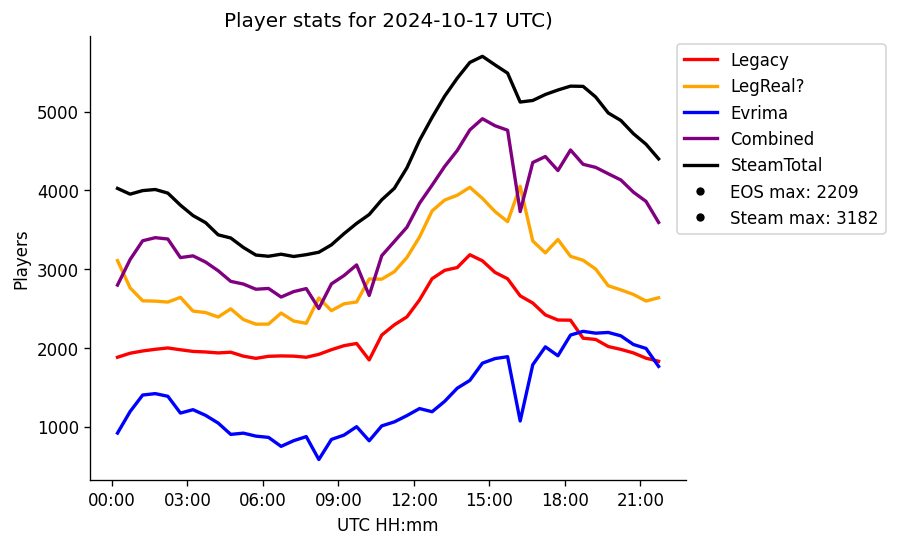 Player stats for 2024-10-17 UTC)
Legacy
LegReal?
Evrima
Combined
SteamTotal
EOS max: 2209
Steam max: 3182
Players
5000
4000
3000
2000
1000
00:00 03:00 06:00 09:00 12:00 15:00 18:00 21:00
UTC HH:mm